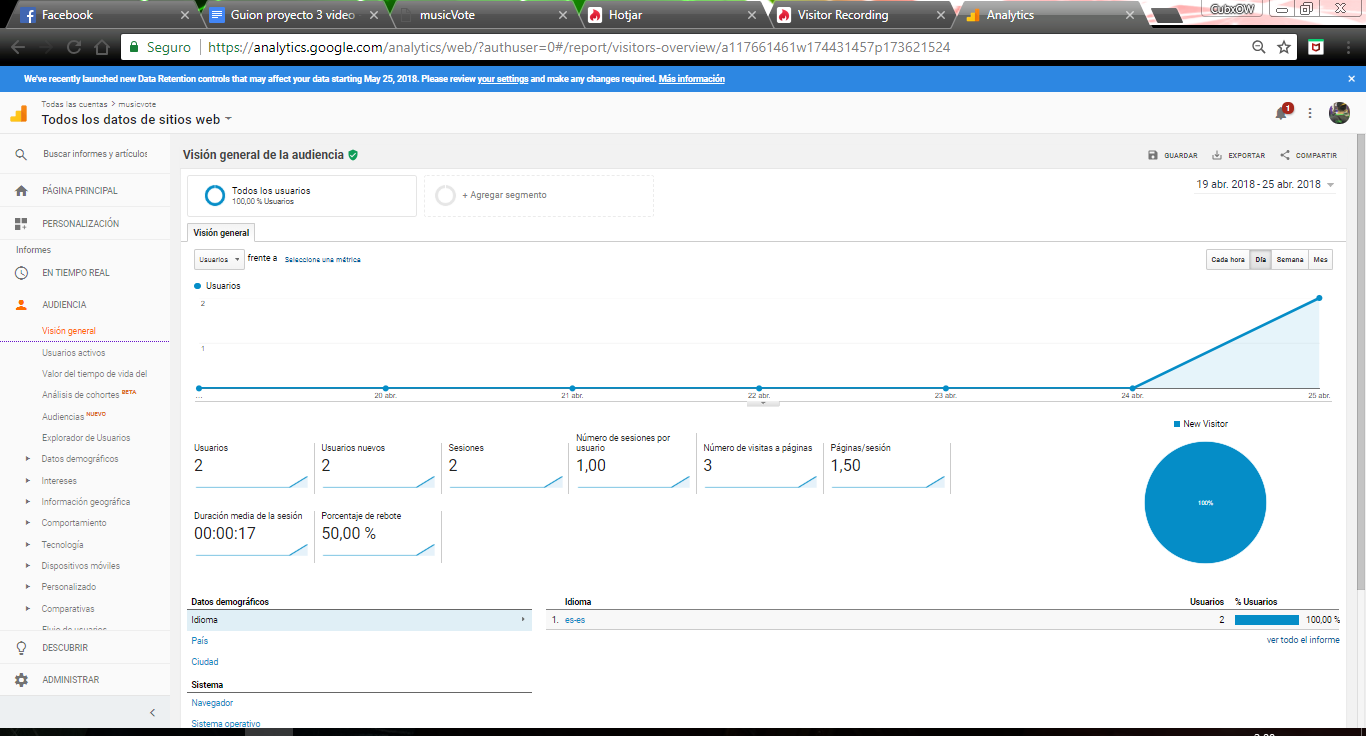 Facebook
Guion proyecto 3 video
musicVote
Hotjar
Visitor Recording
Analytics
CubxOW
Seguro
https://analytics.google.com/analytics/web/?authuser=0#/report/visitors-overview/a117661461w174431457p173621524
We've recently launched new Data Retention controls that may affect your data starting May 25, 2018. Please review your settings and make any changes required. Más información
Todas las cuentas > musicvote
Todos los datos de sitios web
1
Buscar informes y artículos
PÁGINA PRINCIPAL
PERSONALIZACIÓN
Informes
EN TIEMPO REAL
AUDIENCIA
Visión general
Usuarios activos
Valor del tiempo de vida del
Análisis de cohortes BETA
Audiencias NUEVO
Explorador de Usuarios
Datos demográficos
Intereses
Información geográfica
Comportamiento
Tecnología
Dispositivos móviles
Personalizado
Comparativas
Flujo de usuarios
DESCUBRIR
ADMINISTRAR
Visión general de la audiencia
GUARDAR
EXPORTAR
COMPARTIR
Todos los usuarios
100,00 % Usuarios
+ Agregar segmento
19 abr. 2018 - 25 abr. 2018
Visión general
Usuarios
frente a
Seleccione una métrica
Cada hora
Día
Semana
Mes
Usuarios
2
1
...
20 abr.
21 abr.
22 abr.
23 abr.
24 abr.
25 abr.
Usuarios
2
Usuarios nuevos
2
Sesiones
2
Número de sesiones por
usuario
1,00
Número de visitas a páginas
3
Páginas/sesión
1,50
Duración media de la sesión
00:00:17
Porcentaje de rebote
50,00 %
New Visitor
100%
Datos demográficos
Idioma
País
Ciudad
Sistema
Navegador
Sistema operativo
Idioma
Usuarios
% Usuarios
1. es-es
2
100,00 %
ver todo el informe